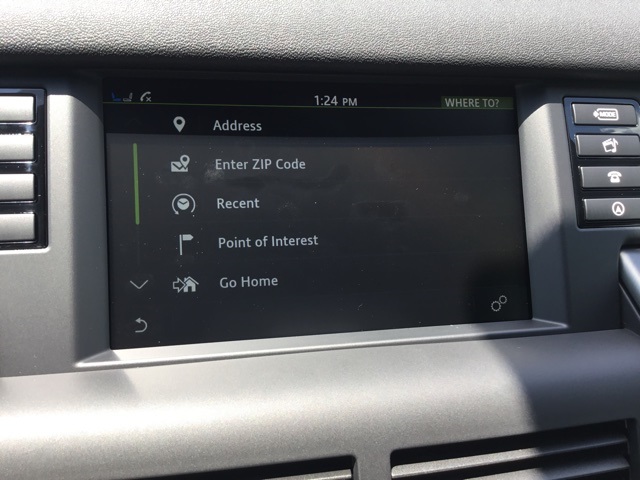 1:24 PM
WHERE TO?
Address
Enter ZIP Code
Recent
Point of Interest
Go Home
MODE
A